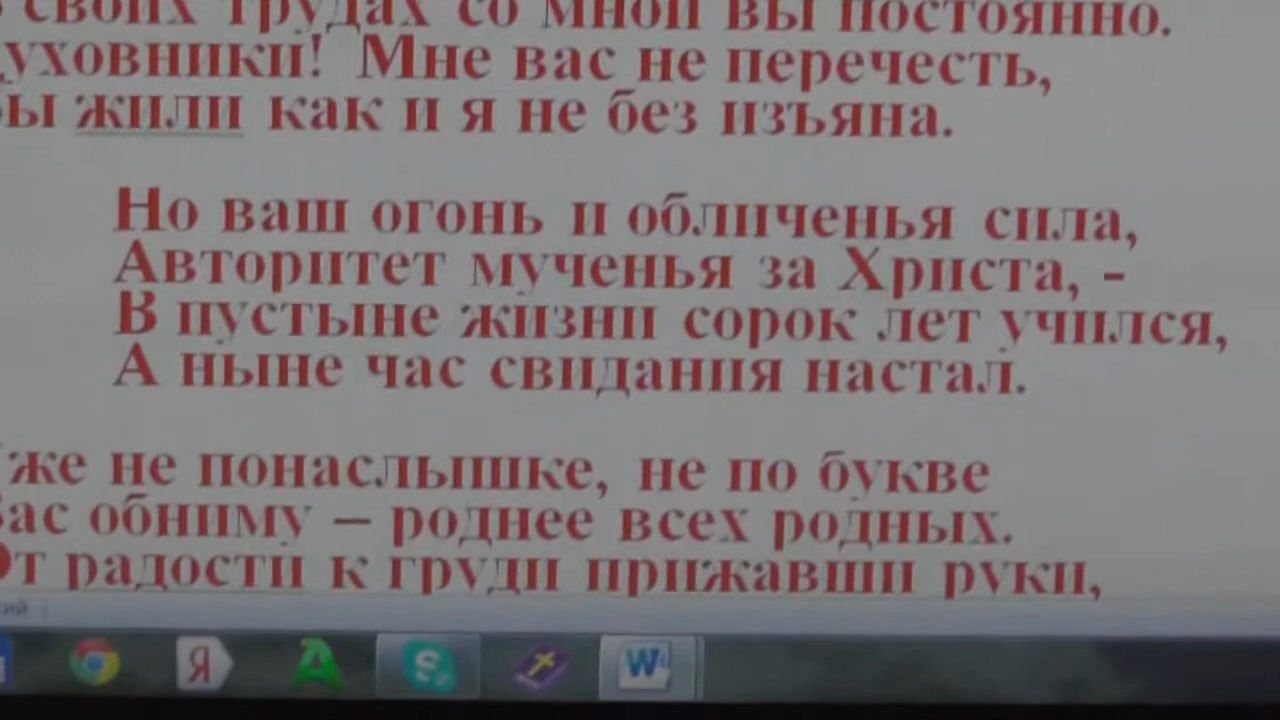 своих трудах со мной вы постоянно.
уховники! Мне вас не перечесть,
ы жили как и я не без изъяна.
Но ваш огонь и обличенья сила,
Авторитет мученья за Христа, -
В пустыне жизни сорок лет учился,
А ныне час свидания настал.
же не понаслышке, не по букве
Вас обниму – роднее всех родных.
От радости к груди прижавши руки,